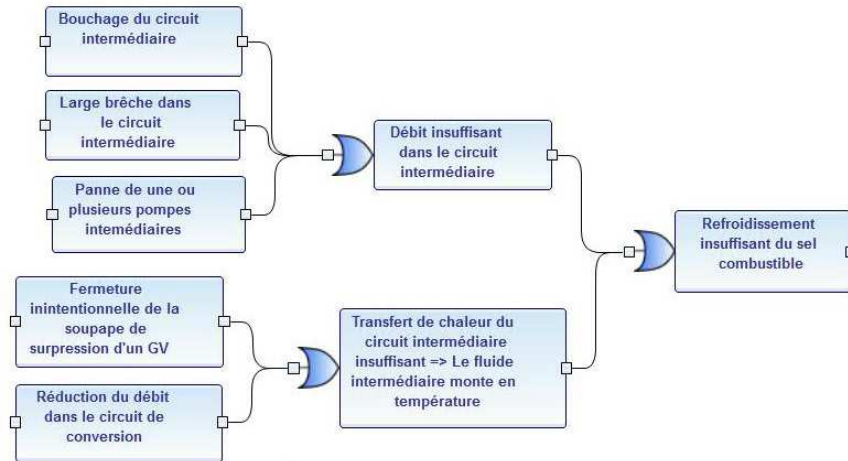 Bouchage du circuit
intermédiaire
Large brêche dans
le circuit
intermédiaire
Panne de une ou
plusieurs pompes
intemédiaires
Débit insuffisant
dans le circuit
intermédiaire
Fermeture
inintentionnelle de la
soupape de
surpression d'un GV
Réduction du débit
dans le circuit de
conversion
Transfert de chaleur du
circuit intermédiaire
insuffisant => Le fluide
intermédiaire monte en
température
Refroidissement
insuffisant du sel
combustible